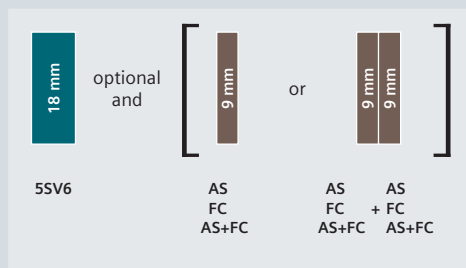 18 mm
optional
and
9 mm
or
9 mm
9 mm
5SV6
AS
FC
AS+FC
AS AS
FC + FC
AS+FC AS+FC